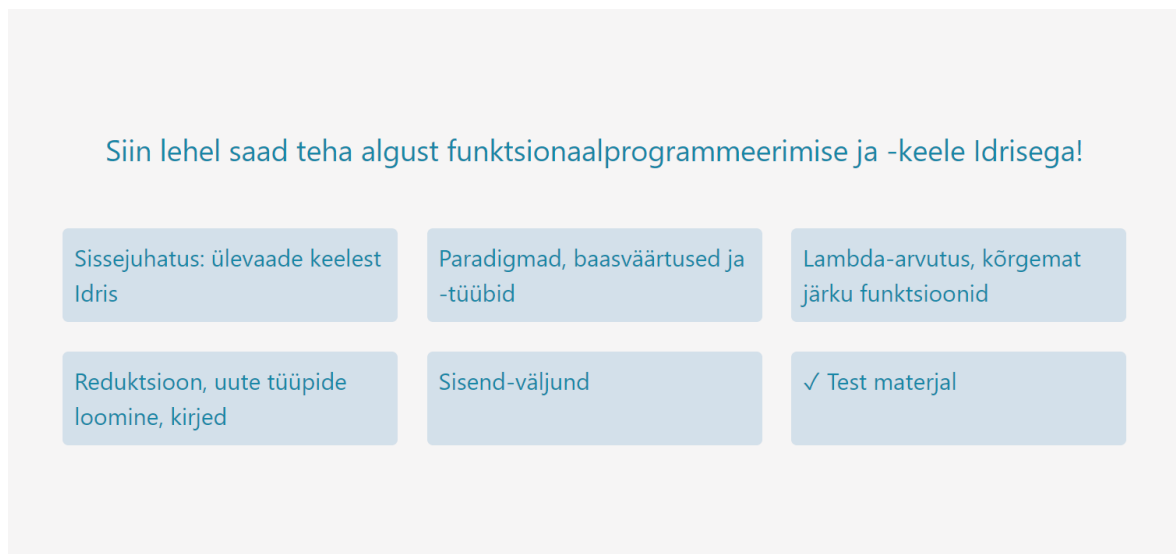 Siin lehel saad teha algust funktsionaalprogrammeerimise ja -keele Idrisega!
Sissejuhatus: ülevaade keelest
Idris
Paradigmad, baasväärtused ja
-tüübid
Lambda-arvutus, kõrgemat
järku funktsioonid
Reduktsioon, uute tüüpide
loomine, kirjed
Sisend-väljund
✓ Test materjal